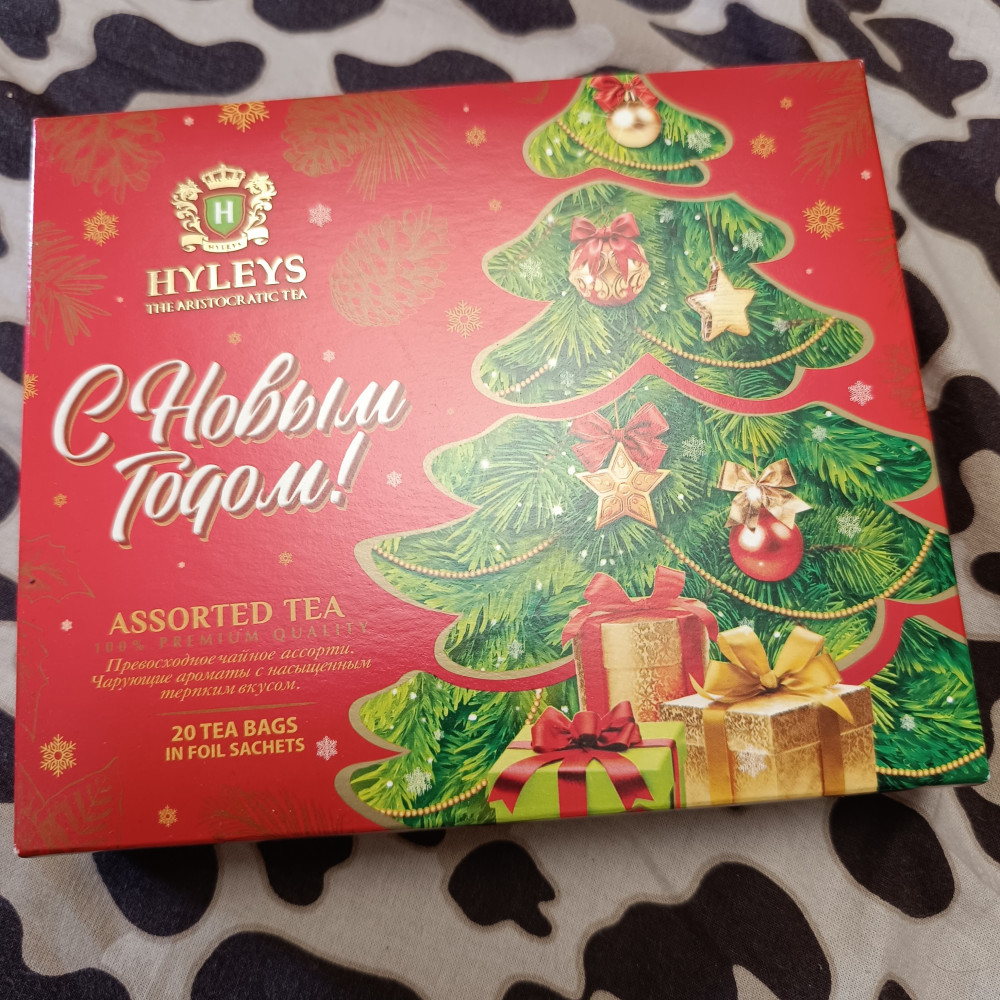 H
HYLEYS
HYLEYS
THE ARISTOCRATIC TEA
С Новым
Годом!
ASSORTED TEA
100% PREMIUM QUALITY
Превосходное чайное ассорти.
Чарующие ароматы с насыщенным
терпким вкусом.
20 TEA BAGS
IN FOIL SACHETS